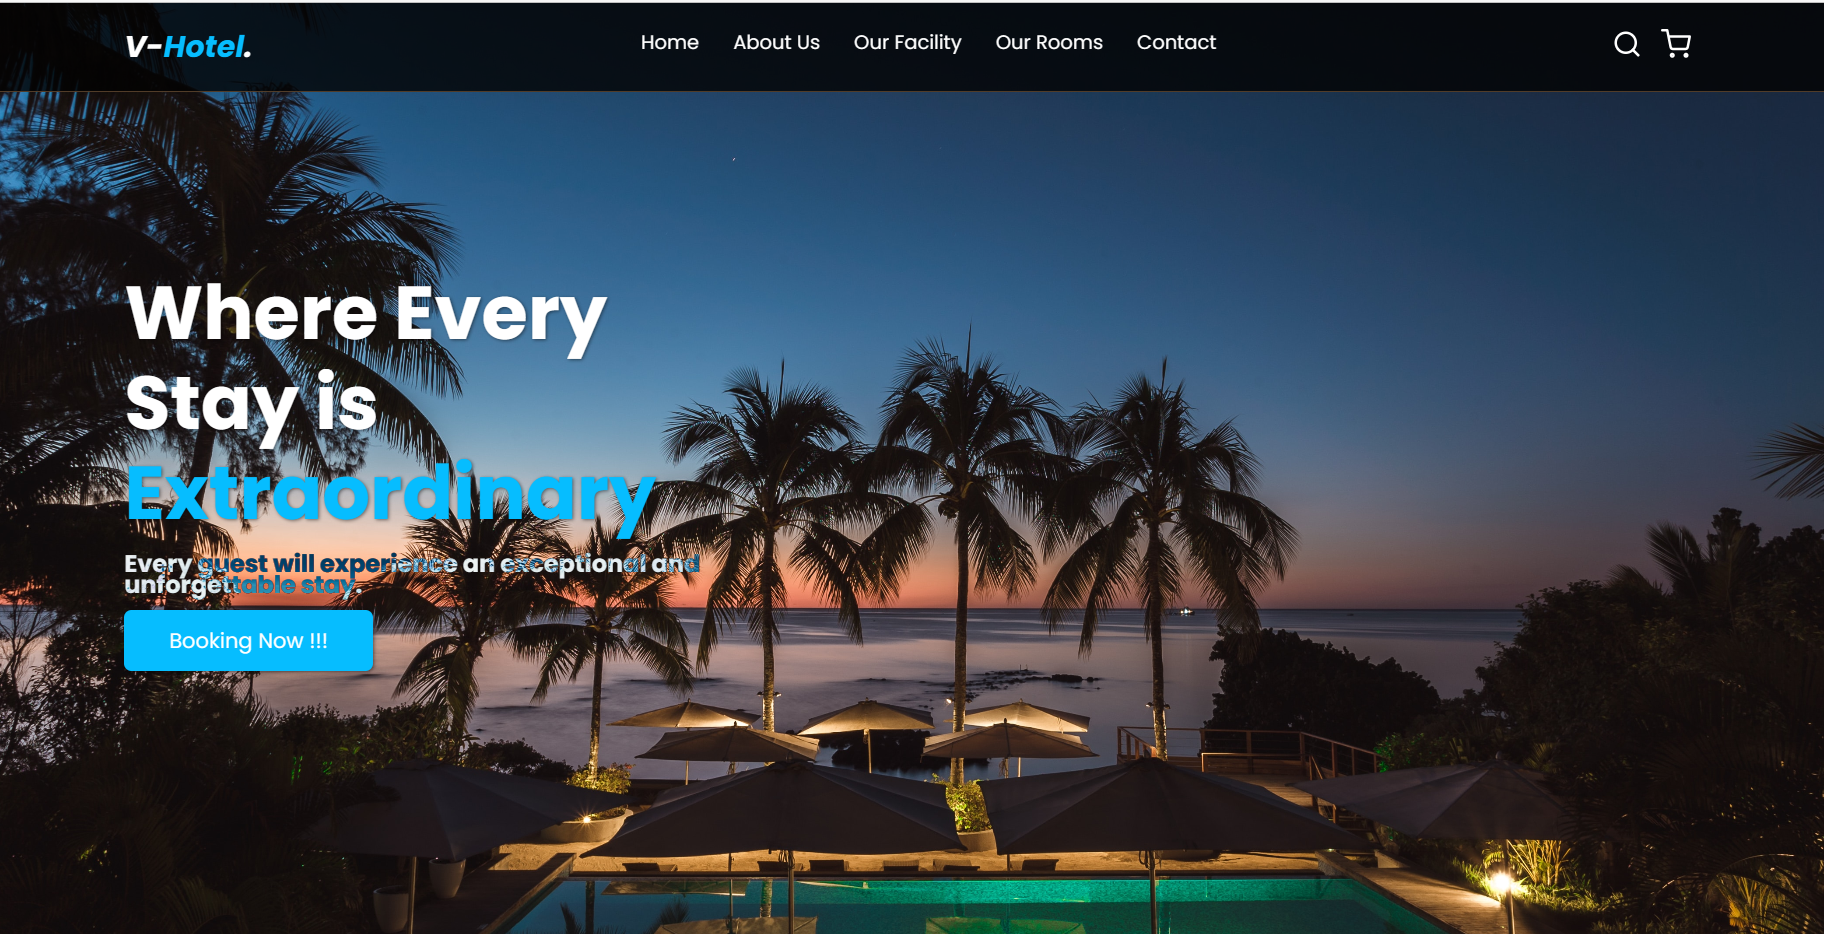 V-Hotel.
Home About Us Our Facility Our Rooms Contact
Where Every
Stay is
Extraordinary
Every guest will experience an exceptional and
unforgettable stay.
Booking Now !!!